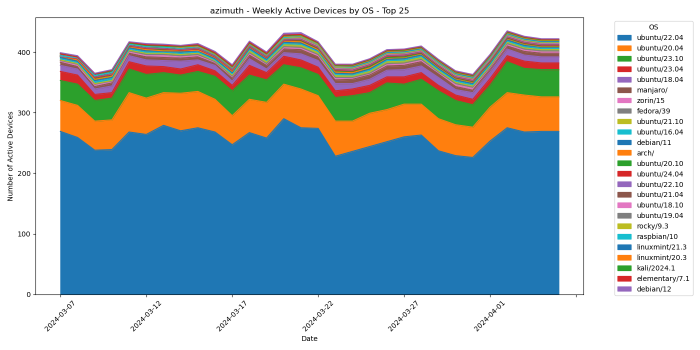 azimuth - Weekly Active Devices by OS - Top 25
Number of Active Devices
400
300
200
100
0
2024-03-07
2024-03-12
2024-03-17
2024-03-22
2024-03-27
2024-04-01
Date
OS
ubuntu/22.04
ubuntu/20.04
ubuntu/23.10
ubuntu/23.04
ubuntu/18.04
manjaro/
zorin/15
fedora/39
ubuntu/21.10
ubuntu/16.04
debian/11
arch/
ubuntu/20.10
ubuntu/24.04
ubuntu/22.10
ubuntu/21.04
ubuntu/18.10
ubuntu/19.04
rocky/9.3
raspbian/10
linuxmint/21.3
linuxmint/20.3
kali/2024.1
elementary/7.1
debian/12